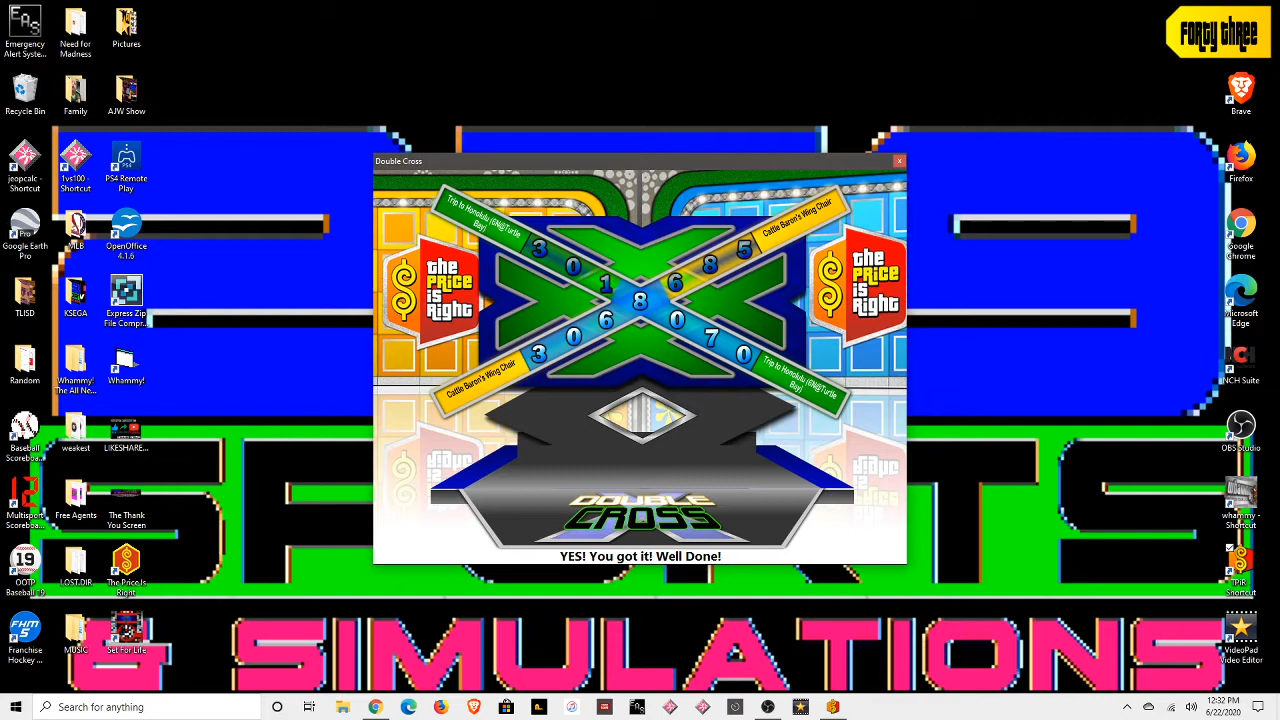 FORTY THREE
Emergency
Alert Syste...
Need for
Madness
Pictures
Recycle Bin
Family
AJW Show
Brave
jeopcalc -
Shortcut
1vs100 -
Shortcut
PS4 Remote
Play
Firefox
Google Earth
Pro
MLB
OpenOffice
4.1.6
Google
Chrome
TLISD
KSEGA
Express Zip
File Compr...
Microsoft
Edge
Random
Whammy!
The All Ne...
Whammy!
NCH Suite
Baseball
Scoreboa...
weakest
LIKESHARE...
OBS Studio
Multisport
Scoreboa...
Free Agents
The Thank
You Screen
whammy -
Shortcut
OOTP
Baseball 19
LOST.DIR
The Price Is
Right
TPiR
Shortcut
Franchise
Hockey ...
MUSIC
Set For Life
VideoPad
Video Editor
Double Cross
x
Trip to Honolulu (6N@Turtle
Bay)
Cattle Baron's Wing Chair
3 0 1 8 0 7 0
3 0 6 8 6 8 5
the
PRICE
is
Right
the
PRICE
is
Right
Cattle Baron's Wing Chair
Trip to Honolulu (6N@Turtle
Bay)
DOUBLE
CROSS
YES! You got it! Well Done!
SPORTS
& SIMULATIONS
Search for anything
12:32 PM
6/22/2020